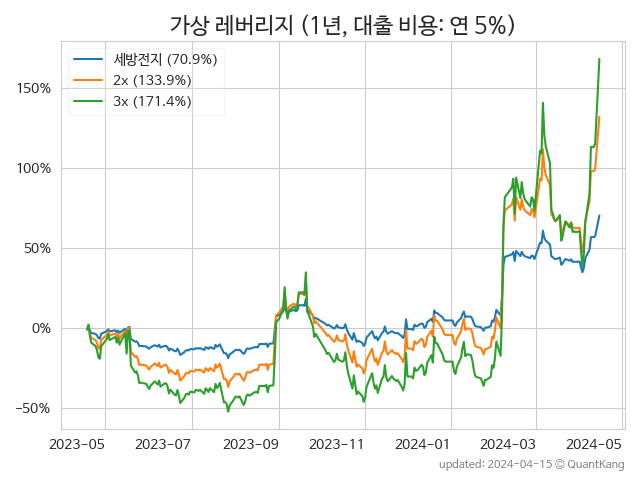 가상 레버리지 (1년, 대출 비용: 연 5%)
세방전지 (70.9%)
2x (133.9%)
3x (171.4%)
150%
100%
50%
0%
−50%
2023-05 2023-07 2023-09 2023-11 2024-01 2024-03 2024-05
updated: 2024-04-15 © QuantKang